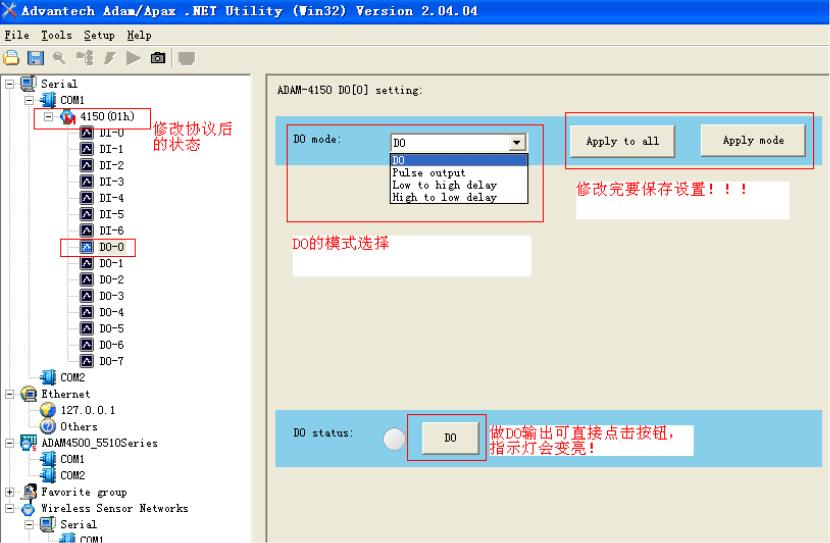 Advantech Adam/Apax .NET Utility (Win32) Version 2.04.04
File Tools Setup Help
Serial
COM1
4150(01h)
修改协议后
的状态
DI-0
DI-1
DI-2
DI-3
DI-4
DI-5
DI-6
DO-0
DO-1
DO-2
DO-3
DO-4
DO-5
DO-6
DO-7
COM2
Ethernet
127.0.0.1
Others
ADAM4500_5510Series
COM1
COM2
Favorite group
Wireless Sensor Networks
Serial
COM1
ADAM-4150 DO[0] setting:
DO mode:
DO
Apply to all
Apply mode
DO
Pulse output
Low to high delay
High to low delay
修改完要保存设置！！！
DO的模式选择
DO status:
DO
做DO输出可直接点击按钮，
指示灯会变亮！